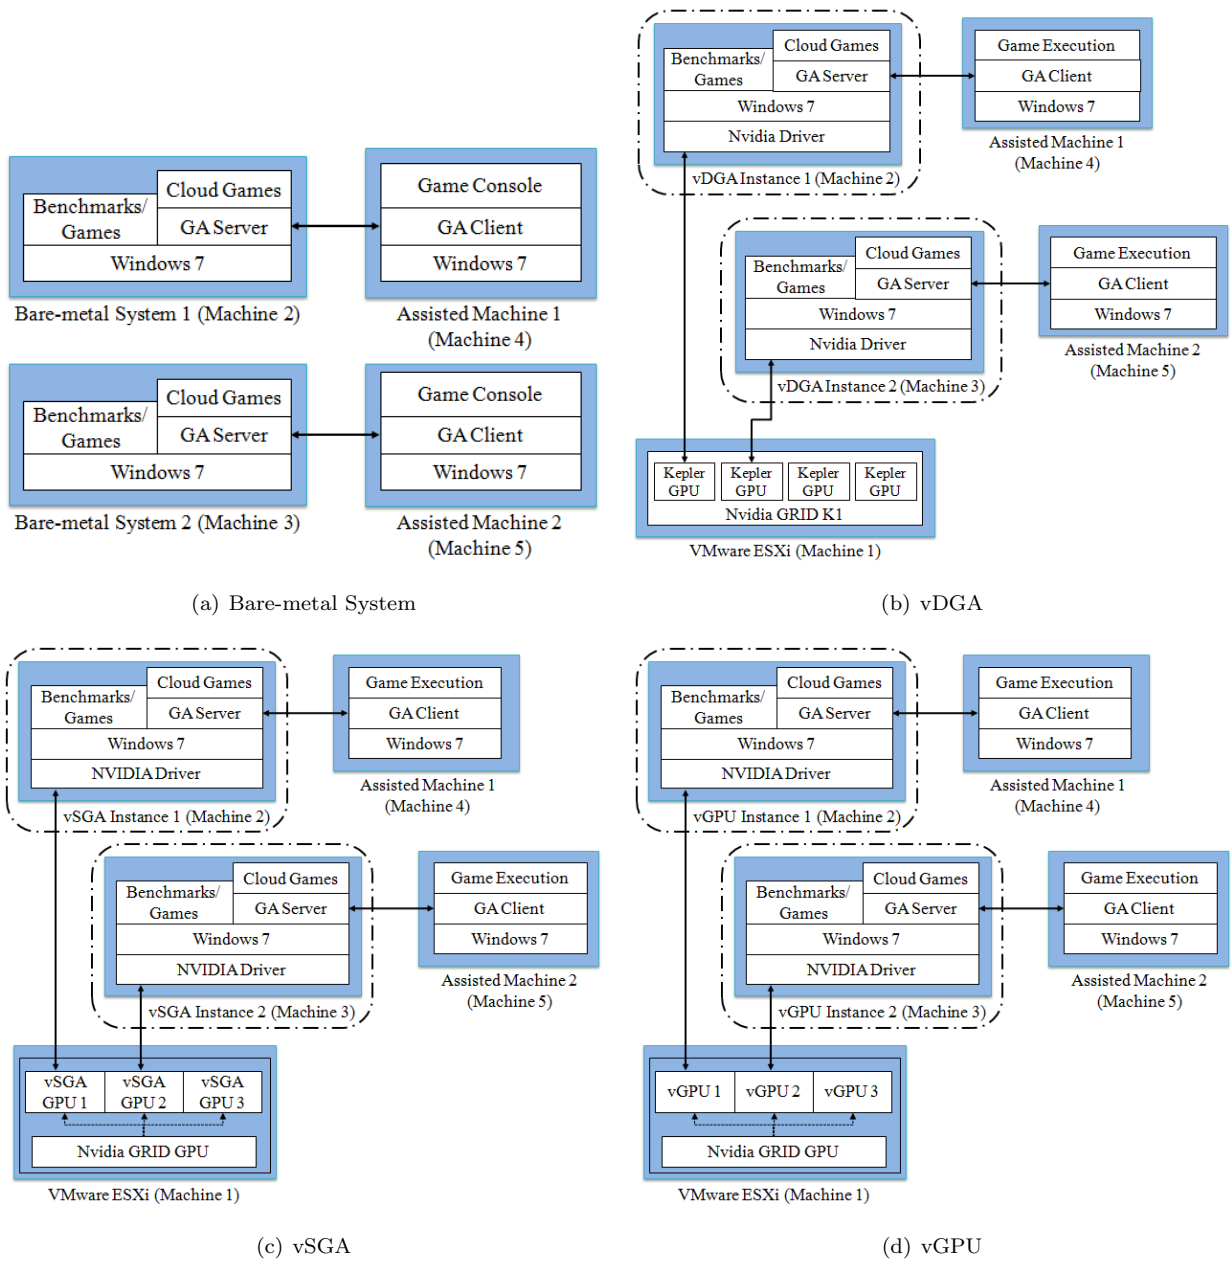 Cloud Games
Benchmarks/
Games
GA Server
Windows 7
Bare-metal System 1 (Machine 2)
Game Console
GA Client
Windows 7
Assisted Machine 1
(Machine 4)
Cloud Games
Benchmarks/
Games
GA Server
Windows 7
Bare-metal System 2 (Machine 3)
Game Console
GA Client
Windows 7
Assisted Machine 2
(Machine 5)
(a) Bare-metal System
Cloud Games
Benchmarks/
Games
GA Server
Windows 7
Nvidia Driver
vDGA Instance 1 (Machine 2)
Game Execution
GA Client
Windows 7
Assisted Machine 1
(Machine 4)
Cloud Games
Benchmarks/
Games
GA Server
Windows 7
Nvidia Driver
vDGA Instance 2 (Machine 3)
Game Execution
GA Client
Windows 7
Assisted Machine 2
(Machine 5)
Kepler
GPU
Kepler
GPU
Kepler
GPU
Kepler
GPU
Nvidia GRID K1
VMware ESXi (Machine 1)
(b) vDGA
Cloud Games
Benchmarks/
Games
GA Server
Windows 7
NVIDIA Driver
vSGA Instance 1 (Machine 2)
Game Execution
GA Client
Windows 7
Assisted Machine 1
(Machine 4)
Cloud Games
Benchmarks/
Games
GA Server
Windows 7
NVIDIA Driver
vSGA Instance 2 (Machine 3)
Game Execution
GA Client
Windows 7
Assisted Machine 2
(Machine 5)
vSGA
GPU 1
vSGA
GPU 2
vSGA
GPU 3
Nvidia GRID GPU
VMware ESXi (Machine 1)
(c) vSGA
Cloud Games
Benchmarks/
Games
GA Server
Windows 7
NVIDIA Driver
vGPU Instance 1 (Machine 2)
Game Execution
GA Client
Windows 7
Assisted Machine 1
(Machine 4)
Cloud Games
Benchmarks/
Games
GA Server
Windows 7
NVIDIA Driver
vGPU Instance 2 (Machine 3)
Game Execution
GA Client
Windows 7
Assisted Machine 2
(Machine 5)
vGPU 1
vGPU 2
vGPU 3
Nvidia GRID GPU
VMware ESXi (Machine 1)
(d) vGPU